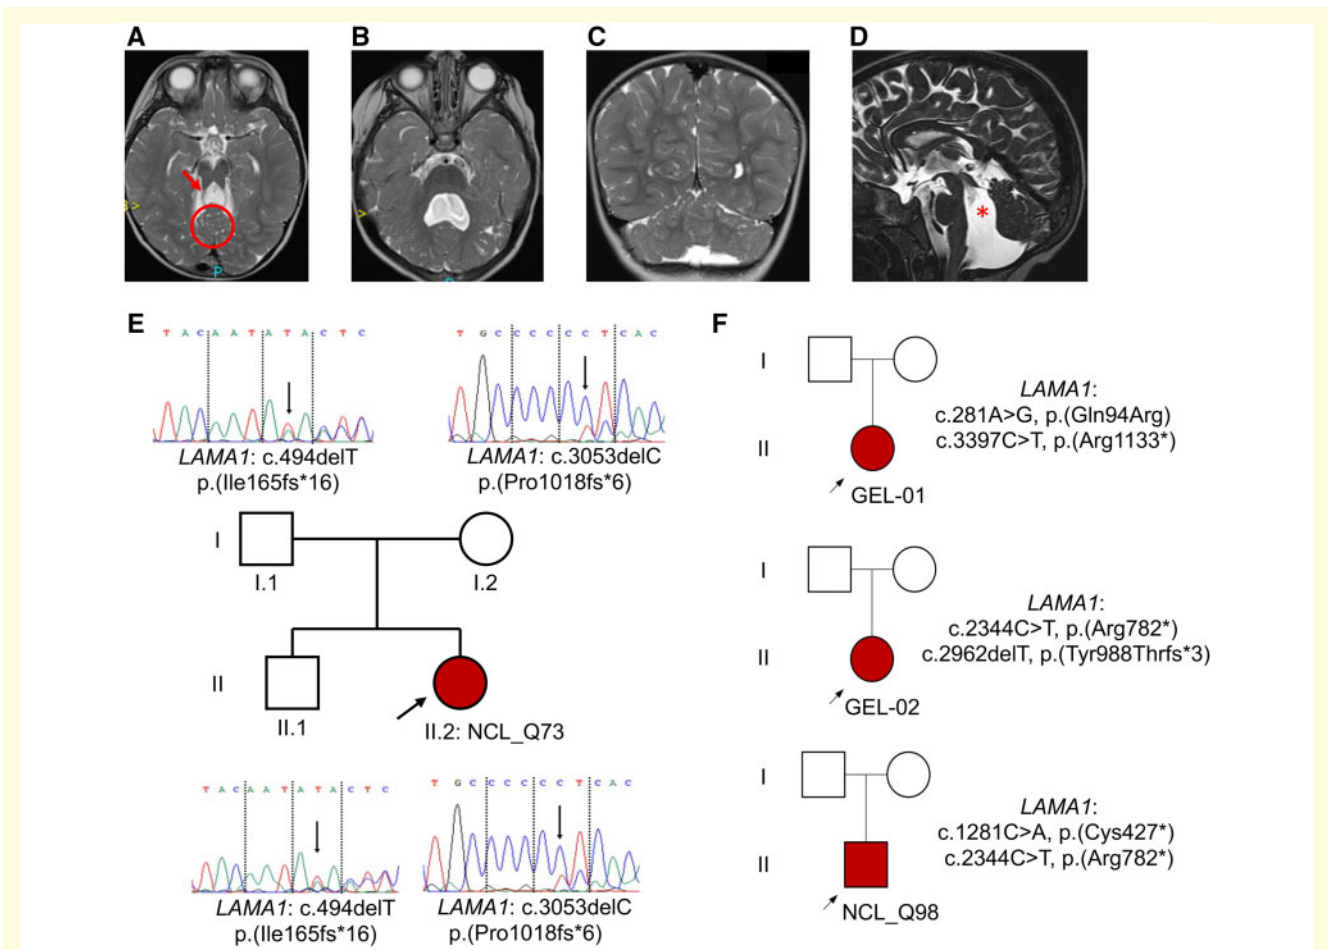 A
B
C
D
P
*
E
T A C A A T A T A C T C
T G C C C C C C T C A C
LAMA1: c.494delT
p.(Ile165fs*16)
LAMA1: c.3053delC
p.(Pro1018fs*6)
I
I.1
I.2
II
II.1
II.2: NCL_Q73
T A C A A T A T A C T C
T G C C C C C C T C A C
LAMA1: c.494delT
p.(Ile165fs*16)
LAMA1: c.3053delC
p.(Pro1018fs*6)
F
I
LAMA1:
c.281A>G, p.(Gln94Arg)
c.3397C>T, p.(Arg1133*)
II
GEL-01
I
LAMA1:
c.2344C>T, p.(Arg782*)
c.2962delT, p.(Tyr988Thrfs*3)
II
GEL-02
I
LAMA1:
c.1281C>A, p.(Cys427*)
c.2344C>T, p.(Arg782*)
II
NCL_Q98